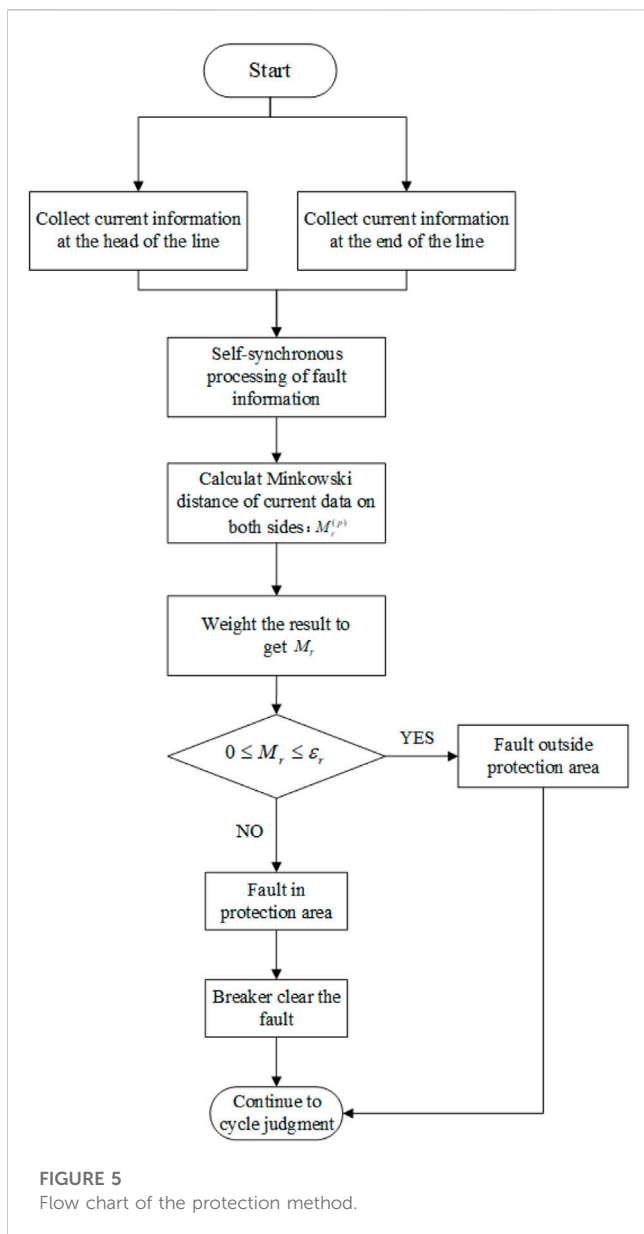 Start
Collect current information
at the head of the line
Collect current information
at the end of the line
Self-synchronous
processing of fault
information
Calculat Minkowski
distance of current data on
both sides: M_r^(p)
Weight the result to
get M_r
0 ≤ M_r ≤ ε_r
YES
Fault outside
protection area
NO
Fault in
protection area
Breaker clear the
fault
Continue to
cycle judgment
FIGURE 5
Flow chart of the protection method.